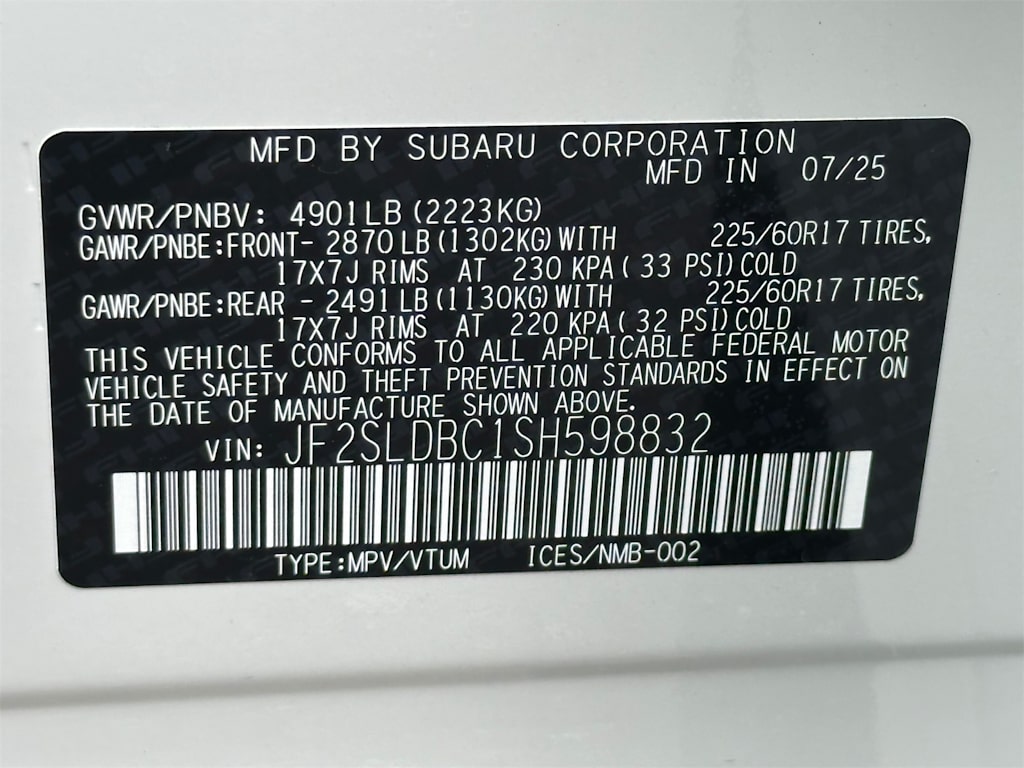 MFD BY SUBARU CORPORATION
MFD IN 07/25
GVWR/PNBV: 4901LB(2223KG)
GAWR/PNBE:FRONT- 2870LB(1302KG)WITH 225/60R17 TIRES,
17X7J RIMS AT 230 KPA( 33 PSI)COLD
GAWR/PNBE:REAR - 2491LB(1130KG)WITH 225/60R17 TIRES,
17X7J RIMS AT 220 KPA( 32 PSI)COLD
THIS VEHICLE CONFORMS TO ALL APPLICABLE FEDERAL MOTOR
VEHICLE SAFETY AND THEFT PREVENTION STANDARDS IN EFFECT ON
THE DATE OF MANUFACTURE SHOWN ABOVE.
VIN: JF2SLDBC1SH598832
TYPE:MPV/VTUM ICES/NMB-002